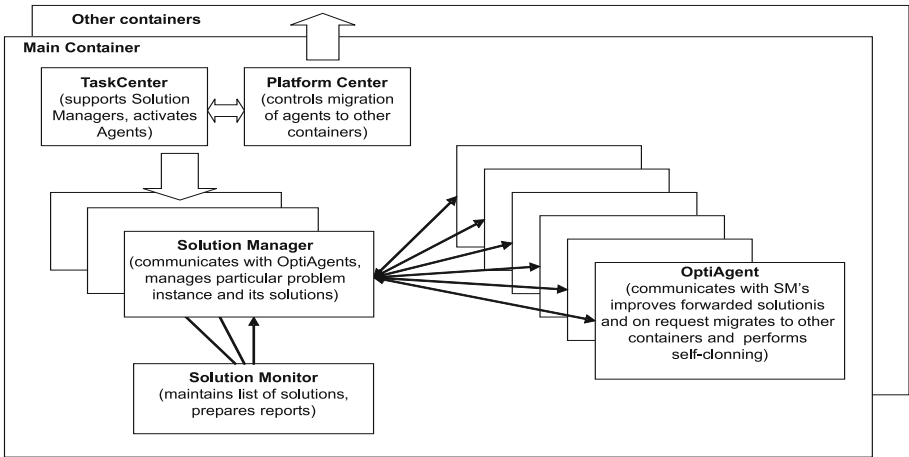 Other containers
Main Container
TaskCenter
(supports Solution
Managers, activates
Agents)
Platform Center
(controls migration
of agents to other
containers)
Solution Manager
(communicates with OptiAgents,
manages particular problem
instance and its solutions)
OptiAgent
(communicates with SM's
improves forwarded solutionis
and on request migrates to other
containers and performs
self-clonning)
Solution Monitor
(maintains list of solutions,
prepares reports)